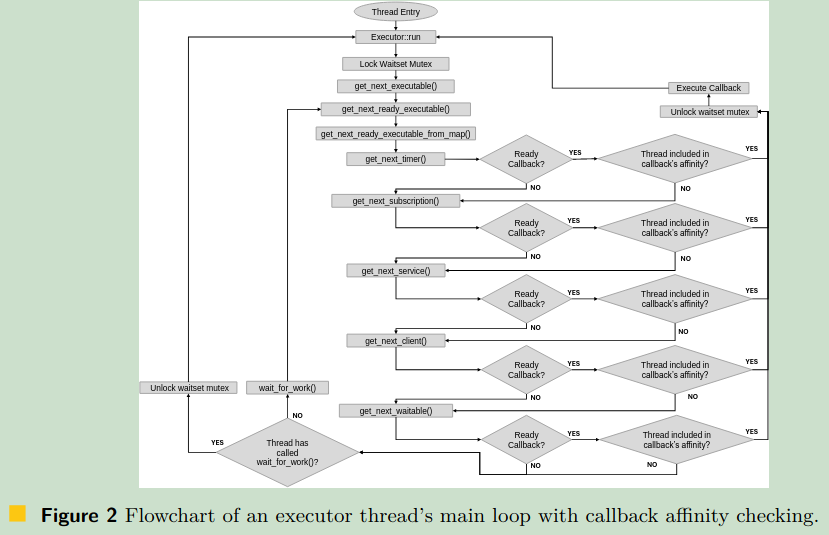 Thread Entry
Executor::run
Lock Waitset Mutex
get_next_executable()
Execute Callback
get_next_ready_executable()
Unlock waitset mutex
get_next_ready_executable_from_map()
get_next_timer()
Ready
Callback?
YES
Thread included in
callback's affinity?
YES
NO
NO
get_next_subscription()
Ready
Callback?
YES
Thread included in
callback's affinity?
YES
NO
NO
get_next_service()
Ready
Callback?
YES
Thread included in
callback's affinity?
YES
NO
NO
get_next_client()
Ready
Callback?
YES
Thread included in
callback's affinity?
YES
NO
NO
get_next_waitable()
Ready
Callback?
YES
Thread included in
callback's affinity?
YES
NO
NO
Unlock waitset mutex
wait_for_work()
NO
YES
Thread has
called
wait_for_work()?
Figure 2 Flowchart of an executor thread's main loop with callback affinity checking.